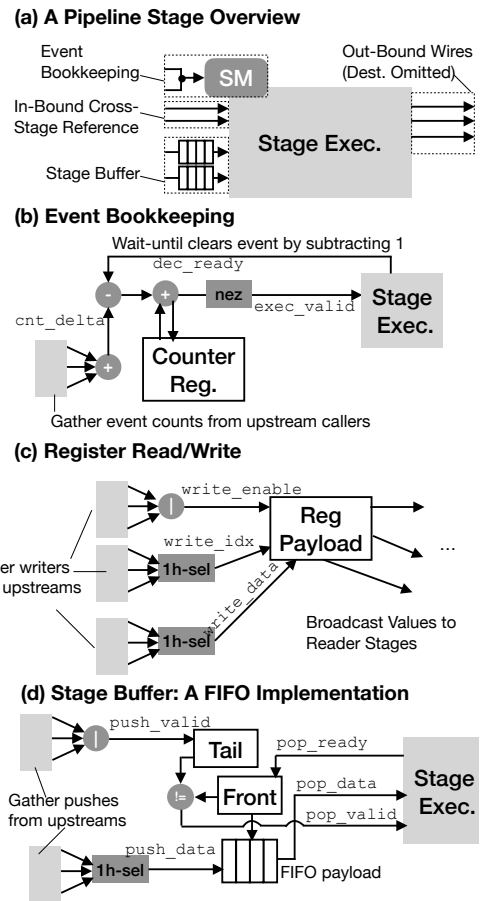 (a) A Pipeline Stage Overview
Event
Bookkeeping
SM
Out-Bound Wires
(Dest. Omitted)
In-Bound Cross-
Stage Reference
Stage Exec.
Stage Buffer
(b) Event Bookkeeping
Wait-until clears event by subtracting 1
dec_ready
-
+
nez
exec_valid
Stage
Exec.
cnt_delta
+
Counter
Reg.
Gather event counts from upstream callers
(c) Register Read/Write
write_enable
|
Reg
Payload
write_idx
...
er writers
upstreams
1h-sel
write_data
1h-sel
Broadcast Values to
Reader Stages
(d) Stage Buffer: A FIFO Implementation
push_valid
|
Tail
pop_ready
Stage
Exec.
pop_data
Front
!=
pop_valid
Gather pushes
from upstreams
push_data
1h-sel
FIFO payload